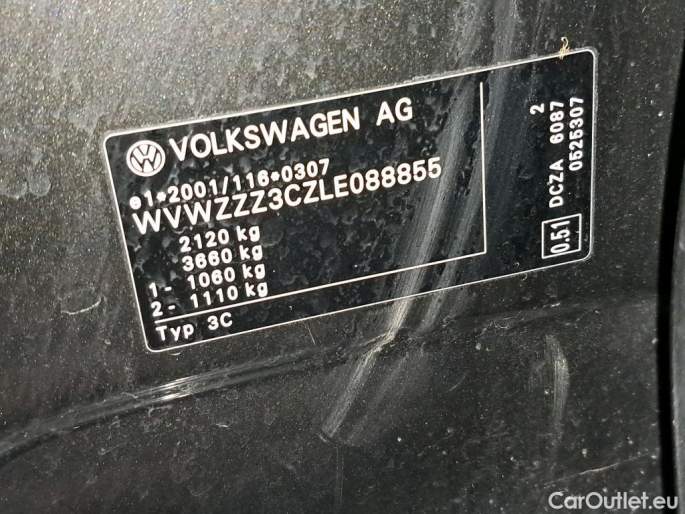 VOLKSWAGEN AG
e1*2001/116*0307
WVWZZZ3CZLE088855
2120 kg
3660 kg
1 - 1060 kg
2 - 1110 kg
Typ 3C
2
DCZA 6087
0525307
0.51
CarOutlet.eu